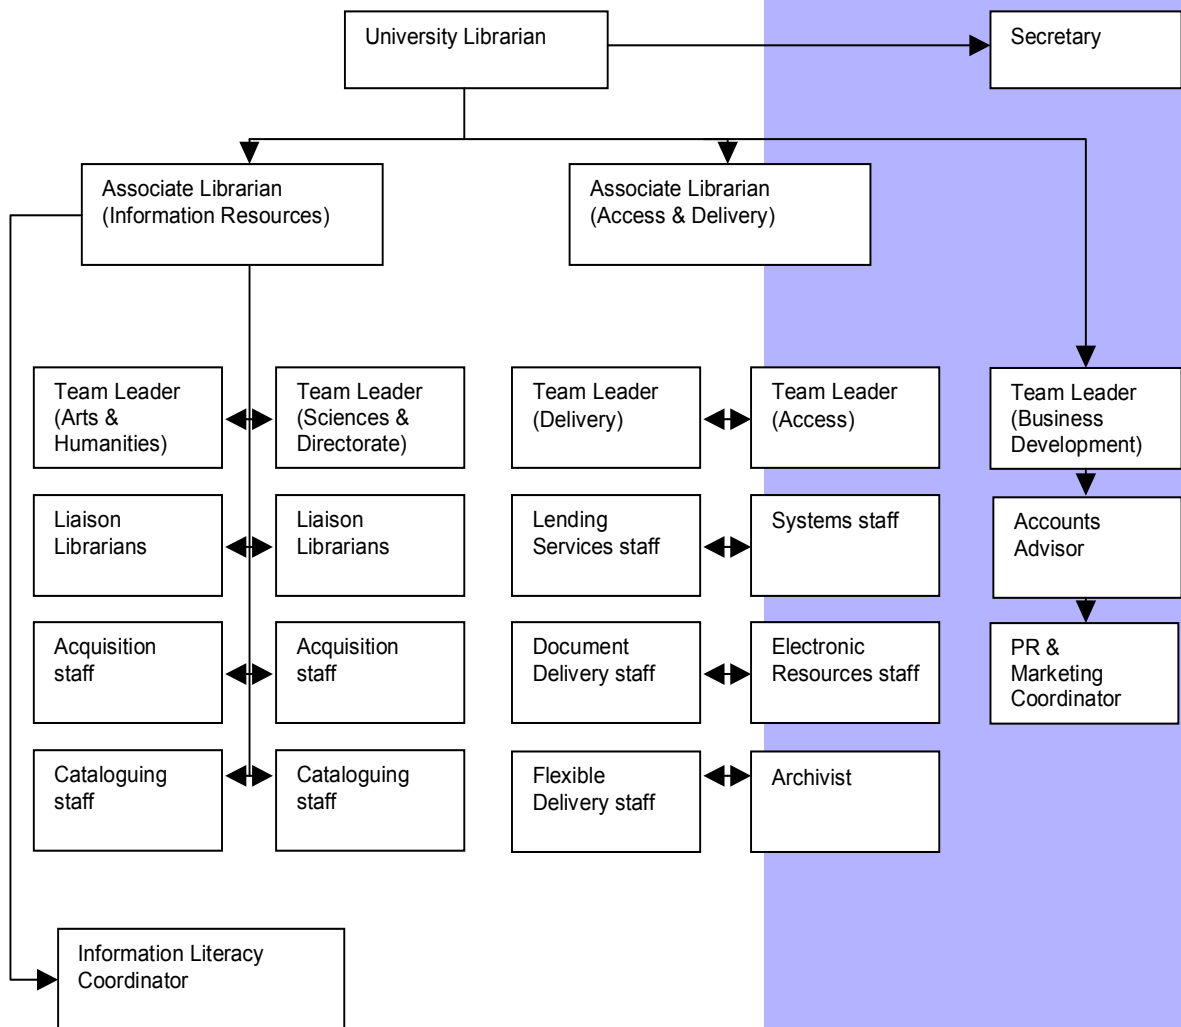 University Librarian
Secretary
Associate Librarian
(Information Resources)
Associate Librarian
(Access & Delivery)
Team Leader
(Arts &
Humanities)
Team Leader
(Sciences &
Directorate)
Team Leader
(Delivery)
Team Leader
(Access)
Team Leader
(Business
Development)
Liaison
Librarians
Liaison
Librarians
Lending
Services staff
Systems staff
Accounts
Advisor
Acquisition
staff
Acquisition
staff
Document
Delivery staff
Electronic
Resources staff
PR &
Marketing
Coordinator
Cataloguing
staff
Cataloguing
staff
Flexible
Delivery staff
Archivist
Information Literacy
Coordinator